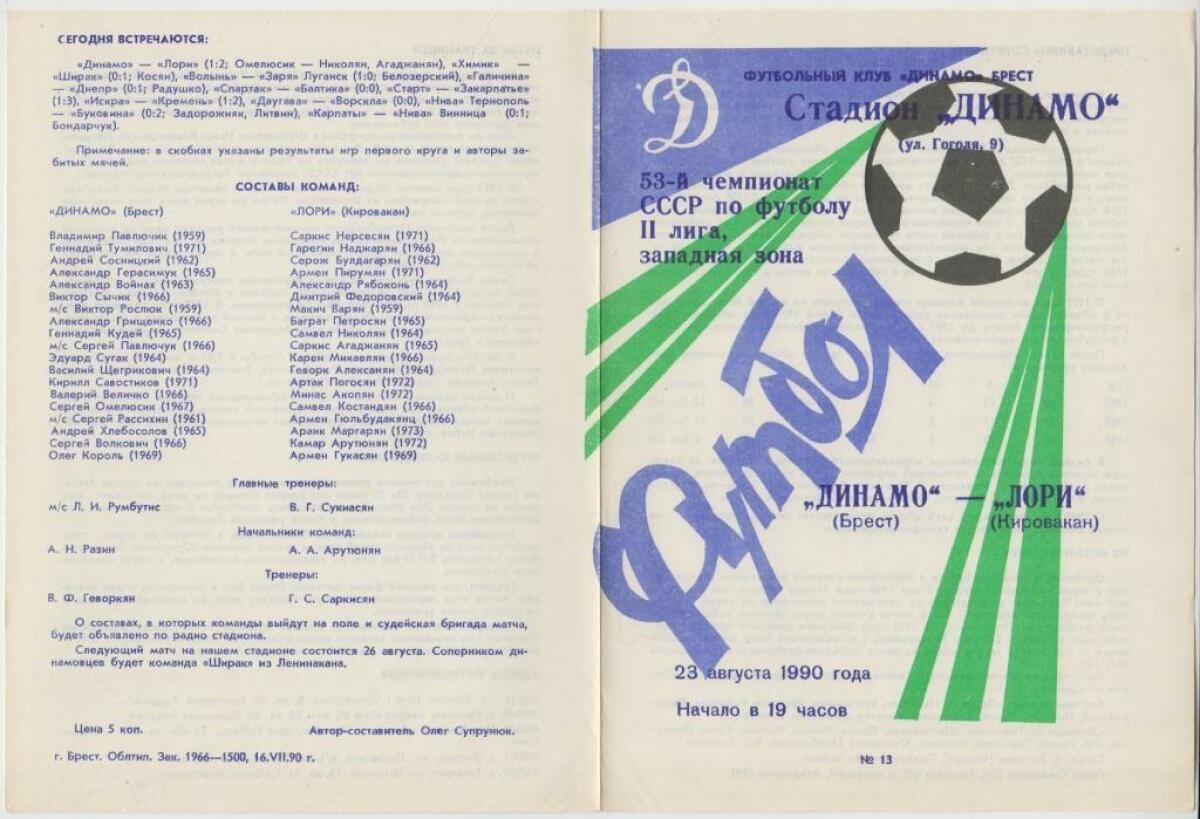 СЕГОДНЯ ВСТРЕЧАЮТСЯ:
«Динамо» — «Лори» (1:2; Омелюсик — Николян, Агаджанян), «Химик» —
«Ширак» (0:1; Косян), «Волынь» — «Заря» Луганск (1:0; Белозерский), «Галичина»
— «Днепр» (0:1; Радушко), «Спартак» — «Балтика» (0:0), «Старт» — «Закарпатье»
(1:3), «Искра» — «Кремень» (1:2), «Даугава» — «Ворскла» (0:0), «Нива» Тернополь
— «Буковина» (0:2; Задорожняк, Литвин), «Карпаты» — «Нива» Винница (0:1;
Бондарчук).
Примечание: в скобках указаны результаты игр первого круга и авторы за-
битых мячей.
СОСТАВЫ КОМАНД:
«ДИНАМО» (Брест) «ЛОРИ» (Кировакан)
Владимир Павлючик (1959) Саркис Нерсесян (1971)
Геннадий Тумилович (1971) Гарегин Наджарян (1966)
Андрей Сосницкий (1962) Серож Булдагарян (1962)
Александр Герасимук (1965) Армен Пирумян (1971)
Александр Войнах (1963) Александр Рябоконь (1964)
Виктор Сычик (1966) Дмитрий Федоровский (1964)
м/с Виктор Рослюк (1959) Макич Варян (1959)
Александр Грищенко (1966) Баграт Петросян (1965)
Геннадий Кудей (1965) Самвел Николян (1964)
м/с Сергей Павлючук (1966) Саркис Агаджанян (1965)
Эдуард Сугак (1964) Карен Микаелян (1966)
Василий Щегрикович (1964) Геворк Алексанян (1964)
Кирилл Савостиков (1971) Артак Погосян (1972)
Валерий Величко (1966) Минас Акопян (1972)
Сергей Омелюсик (1967) Самвел Костандян (1966)
м/с Сергей Рассихин (1961) Армен Гюльбудакянц (1966)
Андрей Хлебосолов (1965) Араик Маргарян (1973)
Сергей Волкович (1966) Камар Арутюнян (1972)
Олег Король (1969) Армен Гукасян (1969)
Главные тренеры:
м/с Л. И. Румбутис В. Г. Сукиасян
Начальники команд:
А. Н. Разин А. А. Арутюнян
Тренеры:
В. Ф. Геворкян Г. С. Саркисян
О составах, в которых команды выйдут на поле и судейская бригада матча,
будет объявлено по радио стадиона.
Следующий матч на нашем стадионе состоится 26 августа. Соперником ди-
намовцев будет команда «Ширак» из Ленинакана.
Цена 5 коп. Автор-составитель Олег Супрунюк.
г. Брест. Облтип. Зак. 1966—1500, 16.VII.90 г.
Д
ФУТБОЛЬНЫЙ КЛУБ «ДИНАМО» БРЕСТ
Стадион „ДИНАМО“
(ул. Гоголя, 9)
53-й чемпионат
СССР по футболу
II лига,
западная зона
Футбол
„ДИНАМО“ — „ЛОРИ“
(Брест) (Кировакан)
23 августа 1990 года
Начало в 19 часов
№ 13